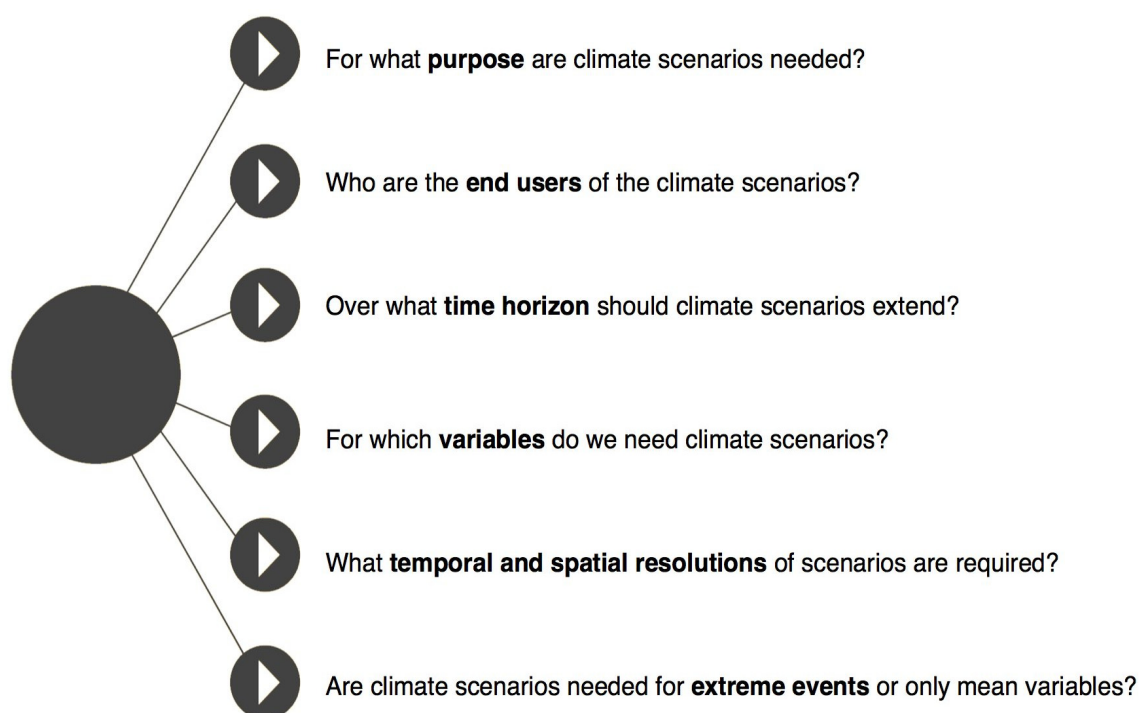 For what purpose are climate scenarios needed?
Who are the end users of the climate scenarios?
Over what time horizon should climate scenarios extend?
For which variables do we need climate scenarios?
What temporal and spatial resolutions of scenarios are required?
Are climate scenarios needed for extreme events or only mean variables?